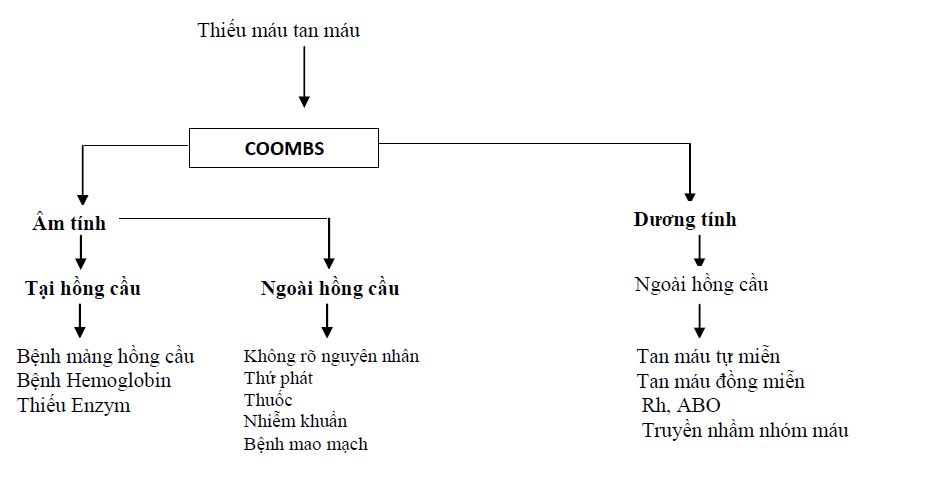 Thiếu máu tan máu
COOMBS
Âm tính
Dương tính
Tại hồng cầu
Ngoài hồng cầu
Ngoài hồng cầu
Bệnh màng hồng cầu
Bệnh Hemoglobin
Thiếu Enzym
Không rõ nguyên nhân
Thứ phát
Thuốc
Nhiễm khuẩn
Bệnh mao mạch
Tan máu tự miễn
Tan máu đồng miễn
Rh, ABO
Truyền nhầm nhóm máu